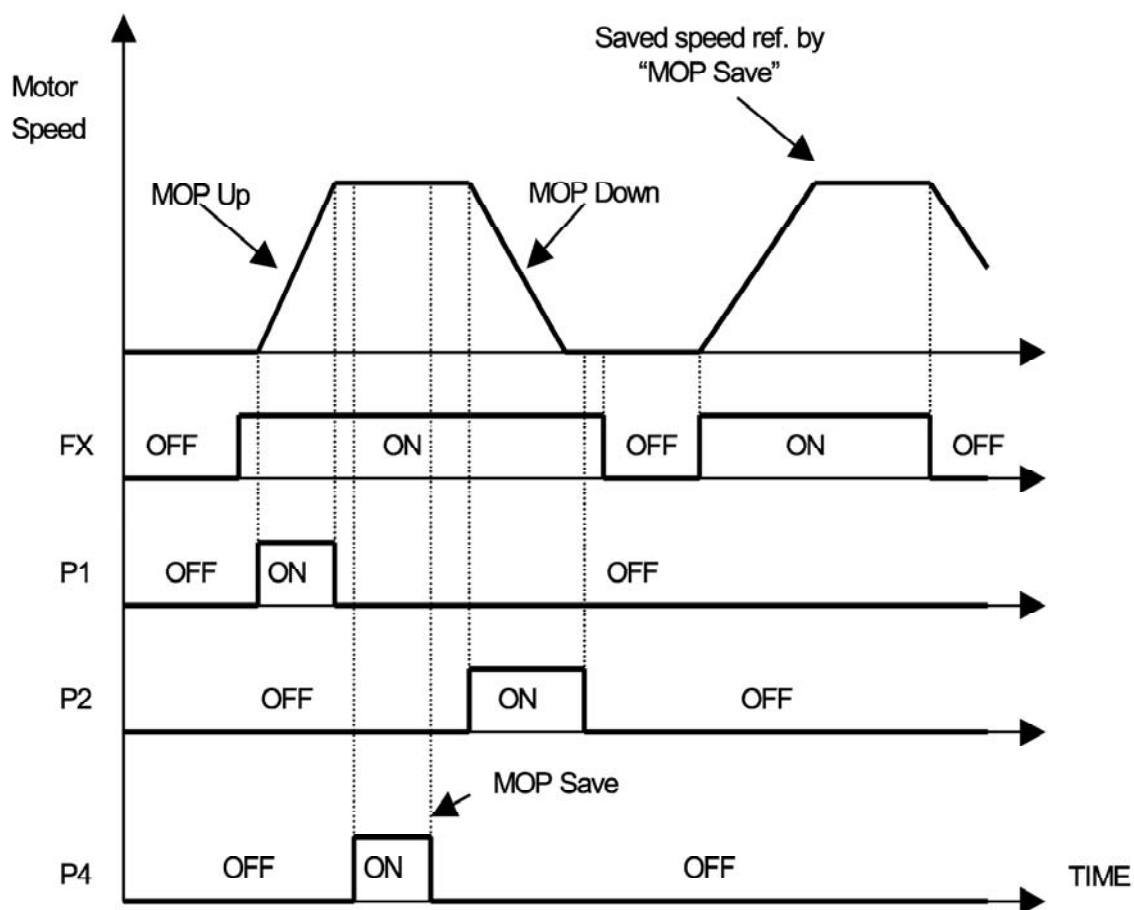 Saved speed ref. by
“MOP Save”
Motor
Speed
MOP Up
MOP Down
FX
OFF
ON
OFF
ON
OFF
P1
OFF
ON
OFF
P2
OFF
ON
OFF
MOP Save
P4
OFF
ON
OFF
TIME